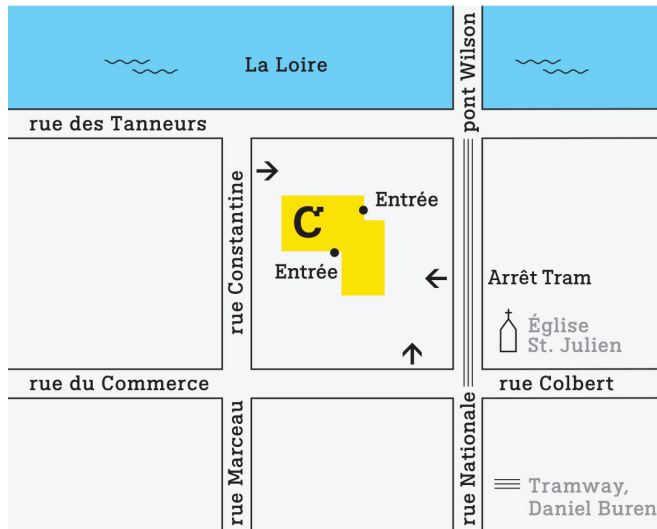 La Loire
pont Wilson
rue des Tanneurs
rue Constantine
Entrée
C
Entrée
Arrêt Tram
Église
St. Julien
rue du Commerce
rue Colbert
rue Marceau
rue Nationale
Tramway,
Daniel Buren